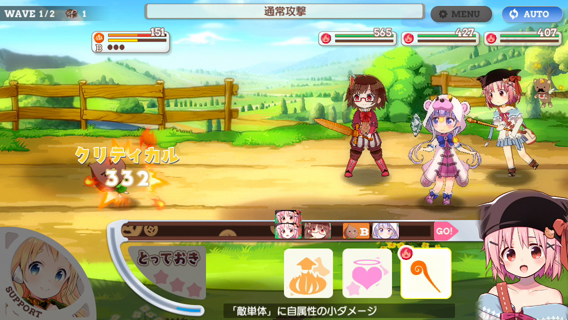 WAVE 1/2 1
通常攻撃
MENU
AUTO
151
B
565
427
407
クリティカル
332
B
GO!
とっておき
SUPPORT
「敵単体」に自属性の小ダメージ